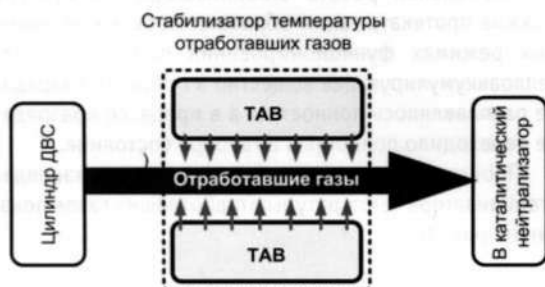 Стабилизатор температуры
отработавших газов
ТАВ
Цилиндр ДВС
Отработавшие газы
В каталитический
нейтрализатор
ТАВ